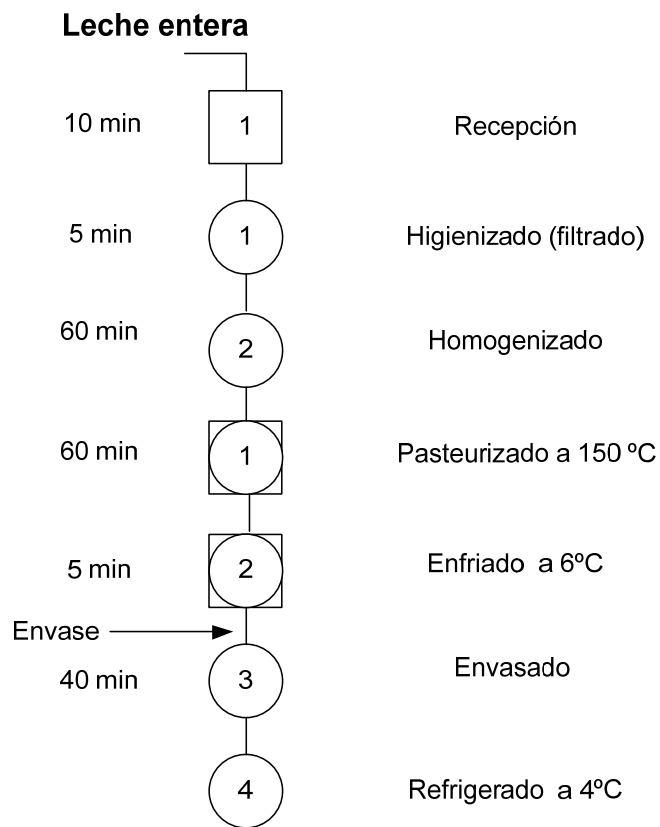 Leche entera
10 min 1 Recepción
5 min 1 Higienizado (filtrado)
60 min 2 Homogenizado
60 min 1 Pasteurizado a 150 ºC
5 min 2 Enfriado a 6ºC
Envase
40 min 3 Envasado
4 Refrigerado a 4ºC